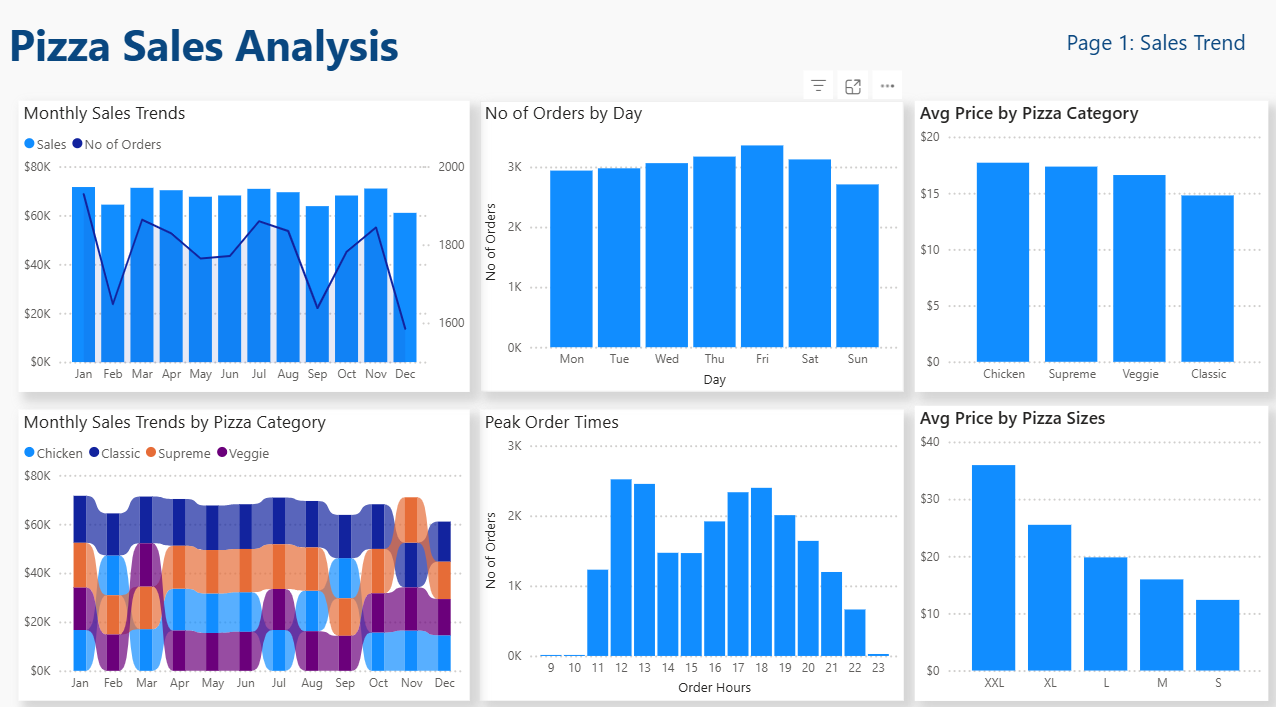 Pizza Sales Analysis
Page 1: Sales Trend
Monthly Sales Trends
Sales No of Orders
$80K
$60K
$40K
$20K
$0K
2000
1800
1600
Jan Feb Mar Apr May Jun Jul Aug Sep Oct Nov Dec
No of Orders by Day
No of Orders
3K
2K
1K
0K
Mon Tue Wed Thu Fri Sat Sun
Day
Avg Price by Pizza Category
$20
$15
$10
$5
$0
Chicken Supreme Veggie Classic
Monthly Sales Trends by Pizza Category
Chicken Classic Supreme Veggie
$80K
$60K
$40K
$20K
$0K
Jan Feb Mar Apr May Jun Jul Aug Sep Oct Nov Dec
Peak Order Times
No of Orders
3K
2K
1K
0K
9 10 11 12 13 14 15 16 17 18 19 20 21 22 23
Order Hours
Avg Price by Pizza Sizes
$40
$30
$20
$10
$0
XXL XL L M S